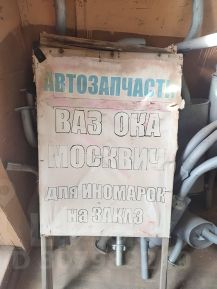 АВТОЗАПЧАСТИ
ВАЗ ОКА
МОСКВИЧ
ДЛЯ ИНОМАРОК
НА ЗАКАЗ